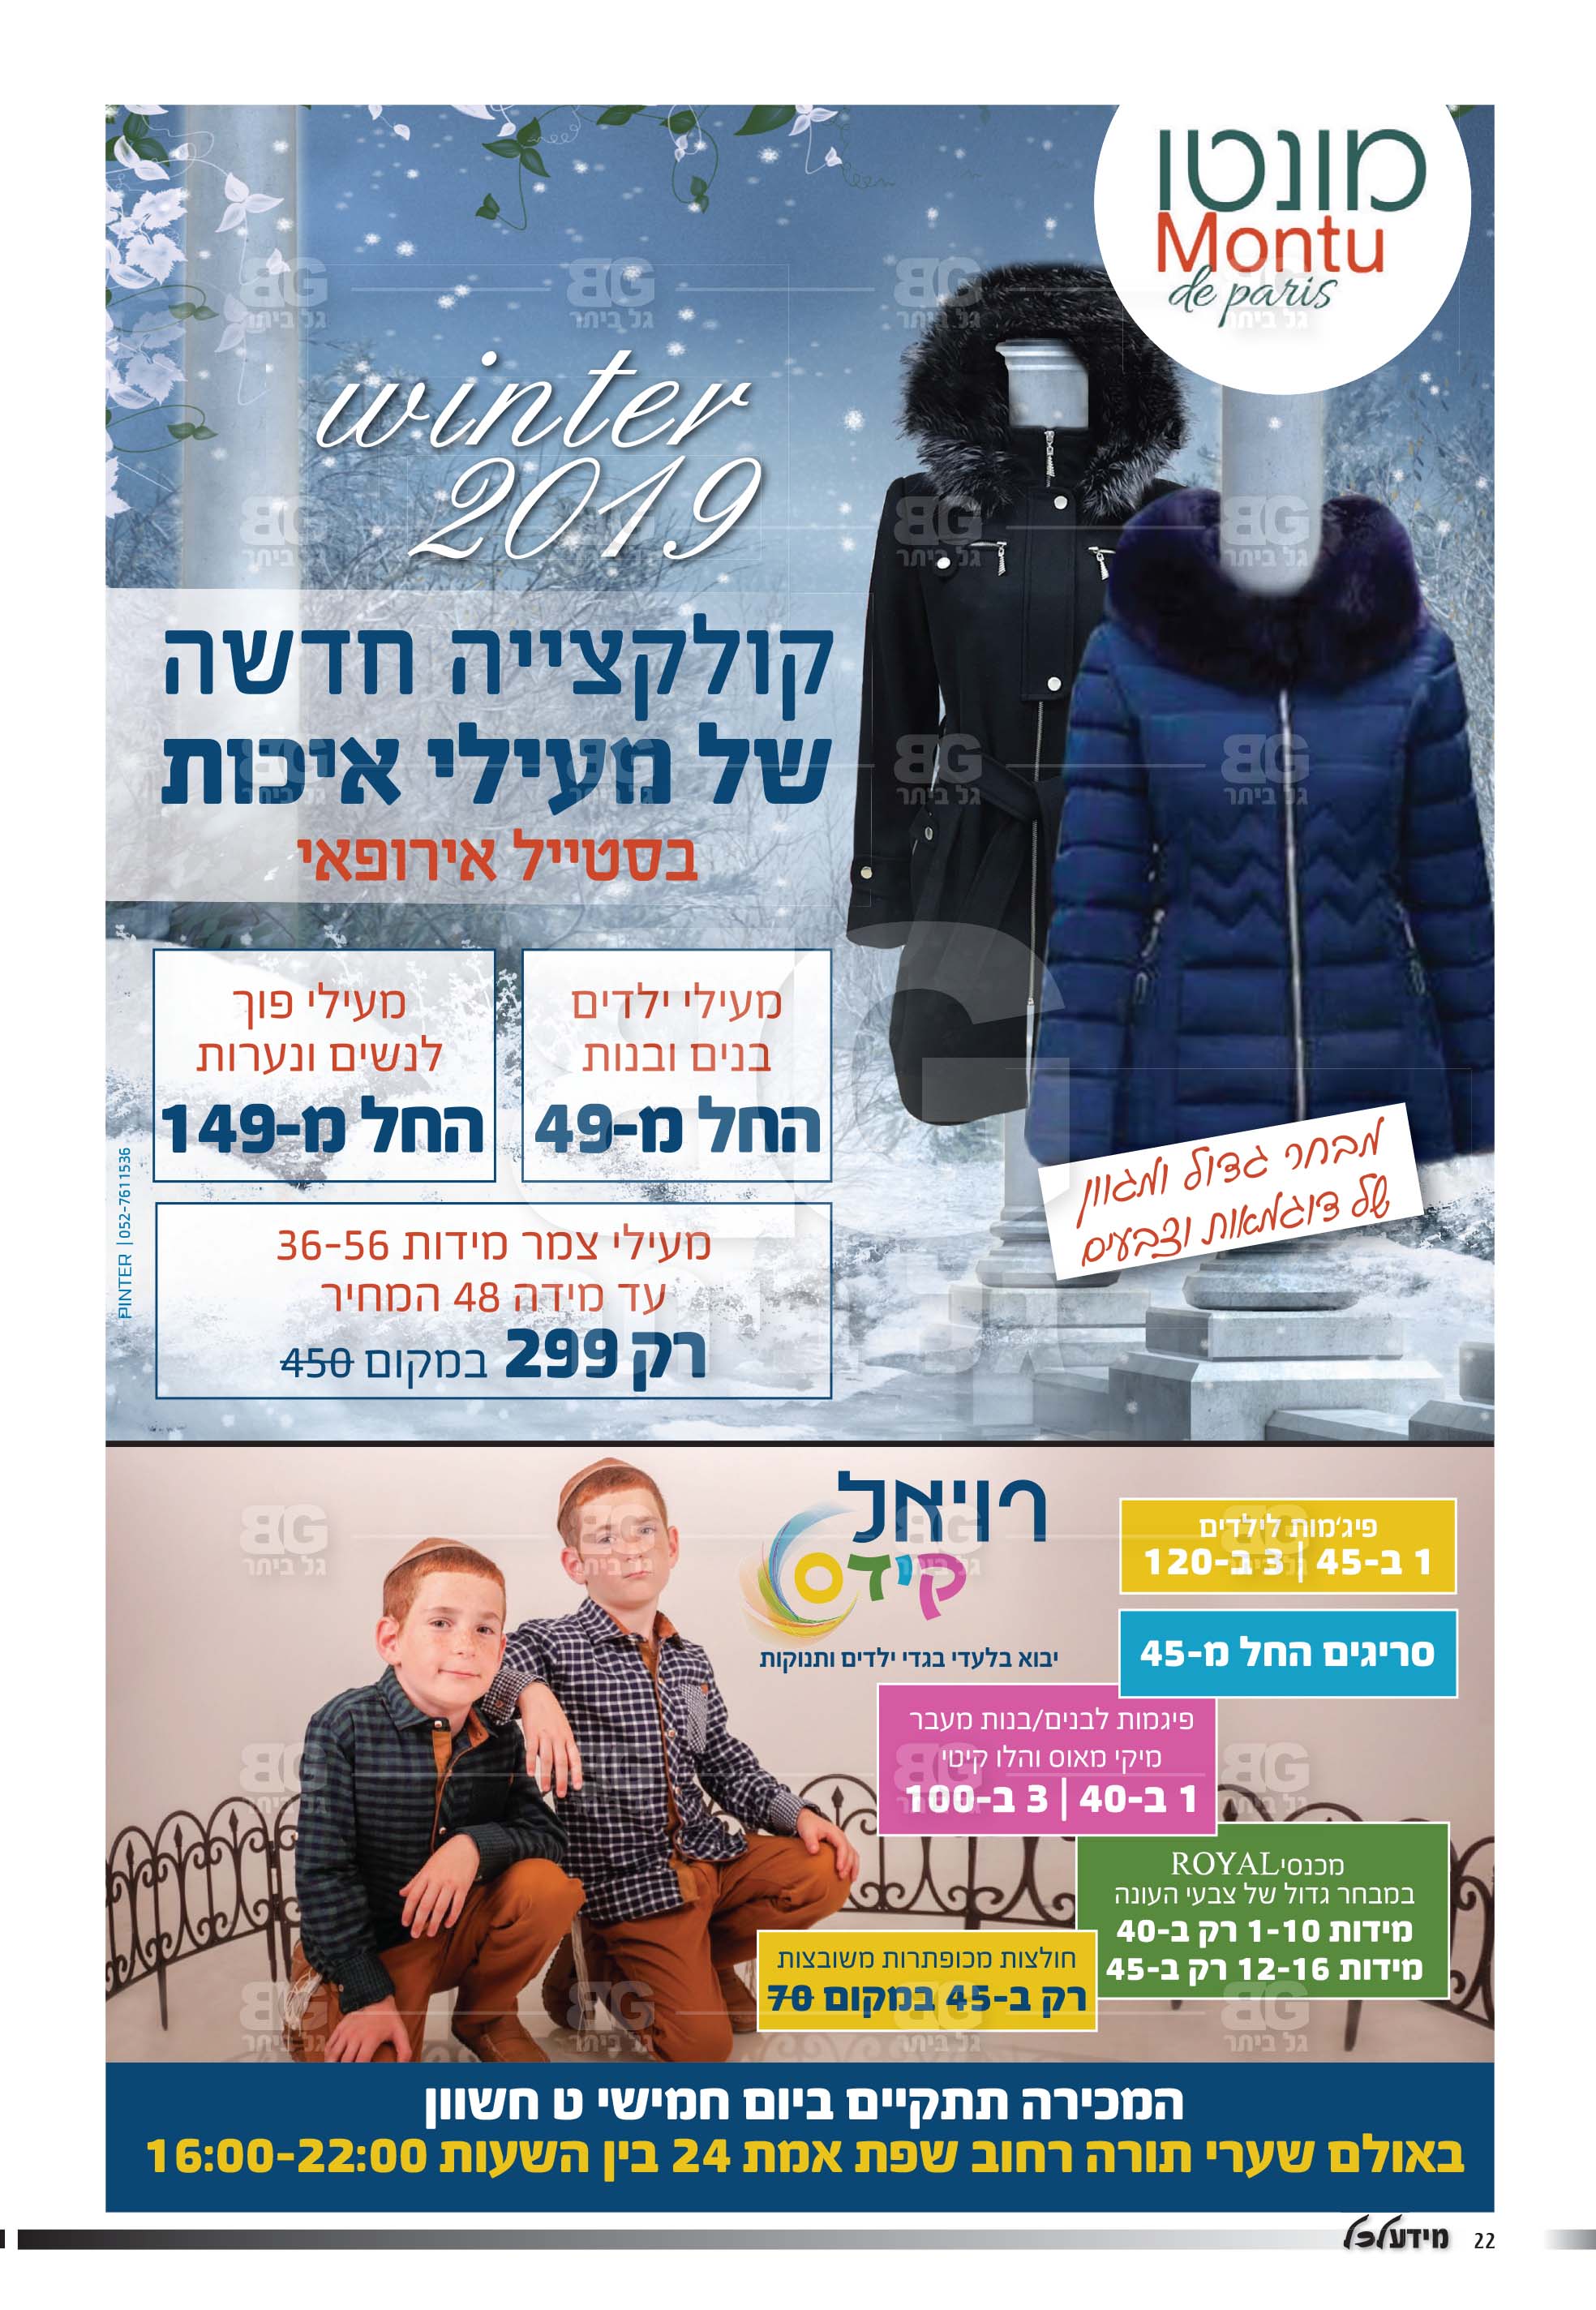 מונטו
Montu
de paris
winter
2019
קולקצייה חדשה
של מעילי איכות
בסטייל אירופאי
מעילי ילדים
בנים ובנות
החל מ-49
מעילי פוך
לנשים ונערות
החל מ-149
מעילי צמר מידות 36-56
עד מידה 48 המחיר
רק 299 במקום 450
מבחר גדול ומגוון
של דוגמאות וצבעים
PINTER | 052-7611536
רויאל
קידס
יבוא בלעדי בגדי ילדים ותנוקות
פיג'מות לילדים
1 ב-45 | 3 ב-120
סריגים החל מ-45
פיגמות לבנים/בנות מעבר
מיקי מאוס והלו קיטי
1 ב-40 | 3 ב-100
מכנסי ROYAL
במבחר גדול של צבעי העונה
מידות 1-10 רק ב-40
מידות 12-16 רק ב-45
חולצות מכופתרות משובצות
רק ב-45 במקום 70
המכירה תתקיים ביום חמישי ט חשוון
באולם שערי תורה רחוב שפת אמת 24 בין השעות 16:00-22:00
22 מידע לכל
BG
גל ביתר